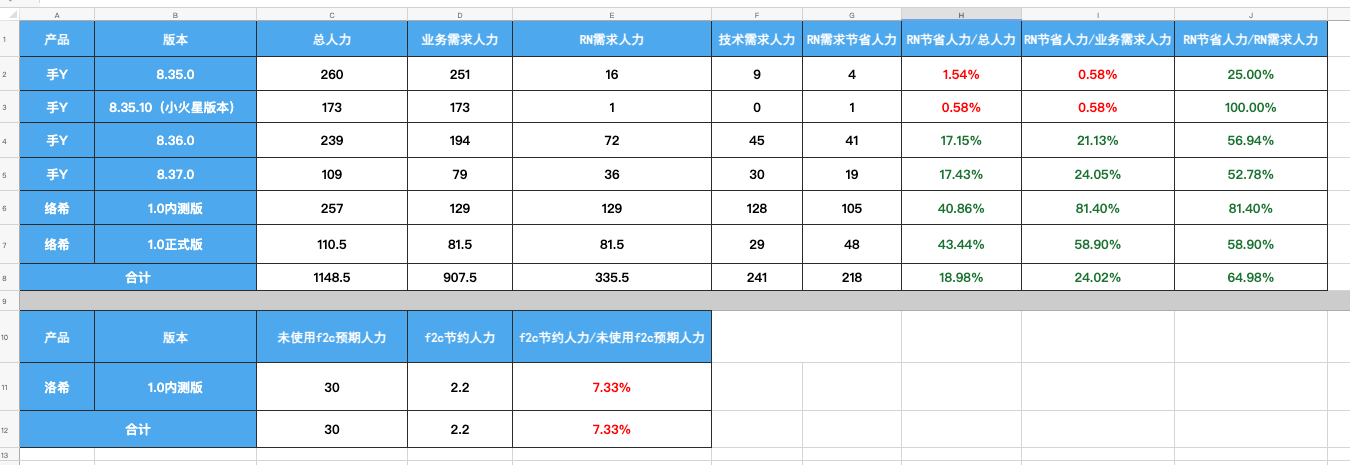 A B C D E F G H I J
1 产品 版本 总人力 业务需求人力 RN需求人力 技术需求人力 RN需求节省人力 RN节省人力/总人力 RN节省人力/业务需求人力 RN节省人力/RN需求人力
2 手Y 8.35.0 260 251 16 9 4 1.54% 0.58% 25.00%
3 手Y 8.35.10（小火星版本） 173 173 1 0 1 0.58% 0.58% 100.00%
4 手Y 8.36.0 239 194 72 45 41 17.15% 21.13% 56.94%
5 手Y 8.37.0 109 79 36 30 19 17.43% 24.05% 52.78%
6 络希 1.0内测版 257 129 129 128 105 40.86% 81.40% 81.40%
7 络希 1.0正式版 110.5 81.5 81.5 29 48 43.44% 58.90% 58.90%
8 合计 1148.5 907.5 335.5 241 218 18.98% 24.02% 64.98%
9
10 产品 版本 未使用f2c预期人力 f2c节约人力 f2c节约人力/未使用f2c预期人力
11 洛希 1.0内测版 30 2.2 7.33%
12 合计 30 2.2 7.33%
13